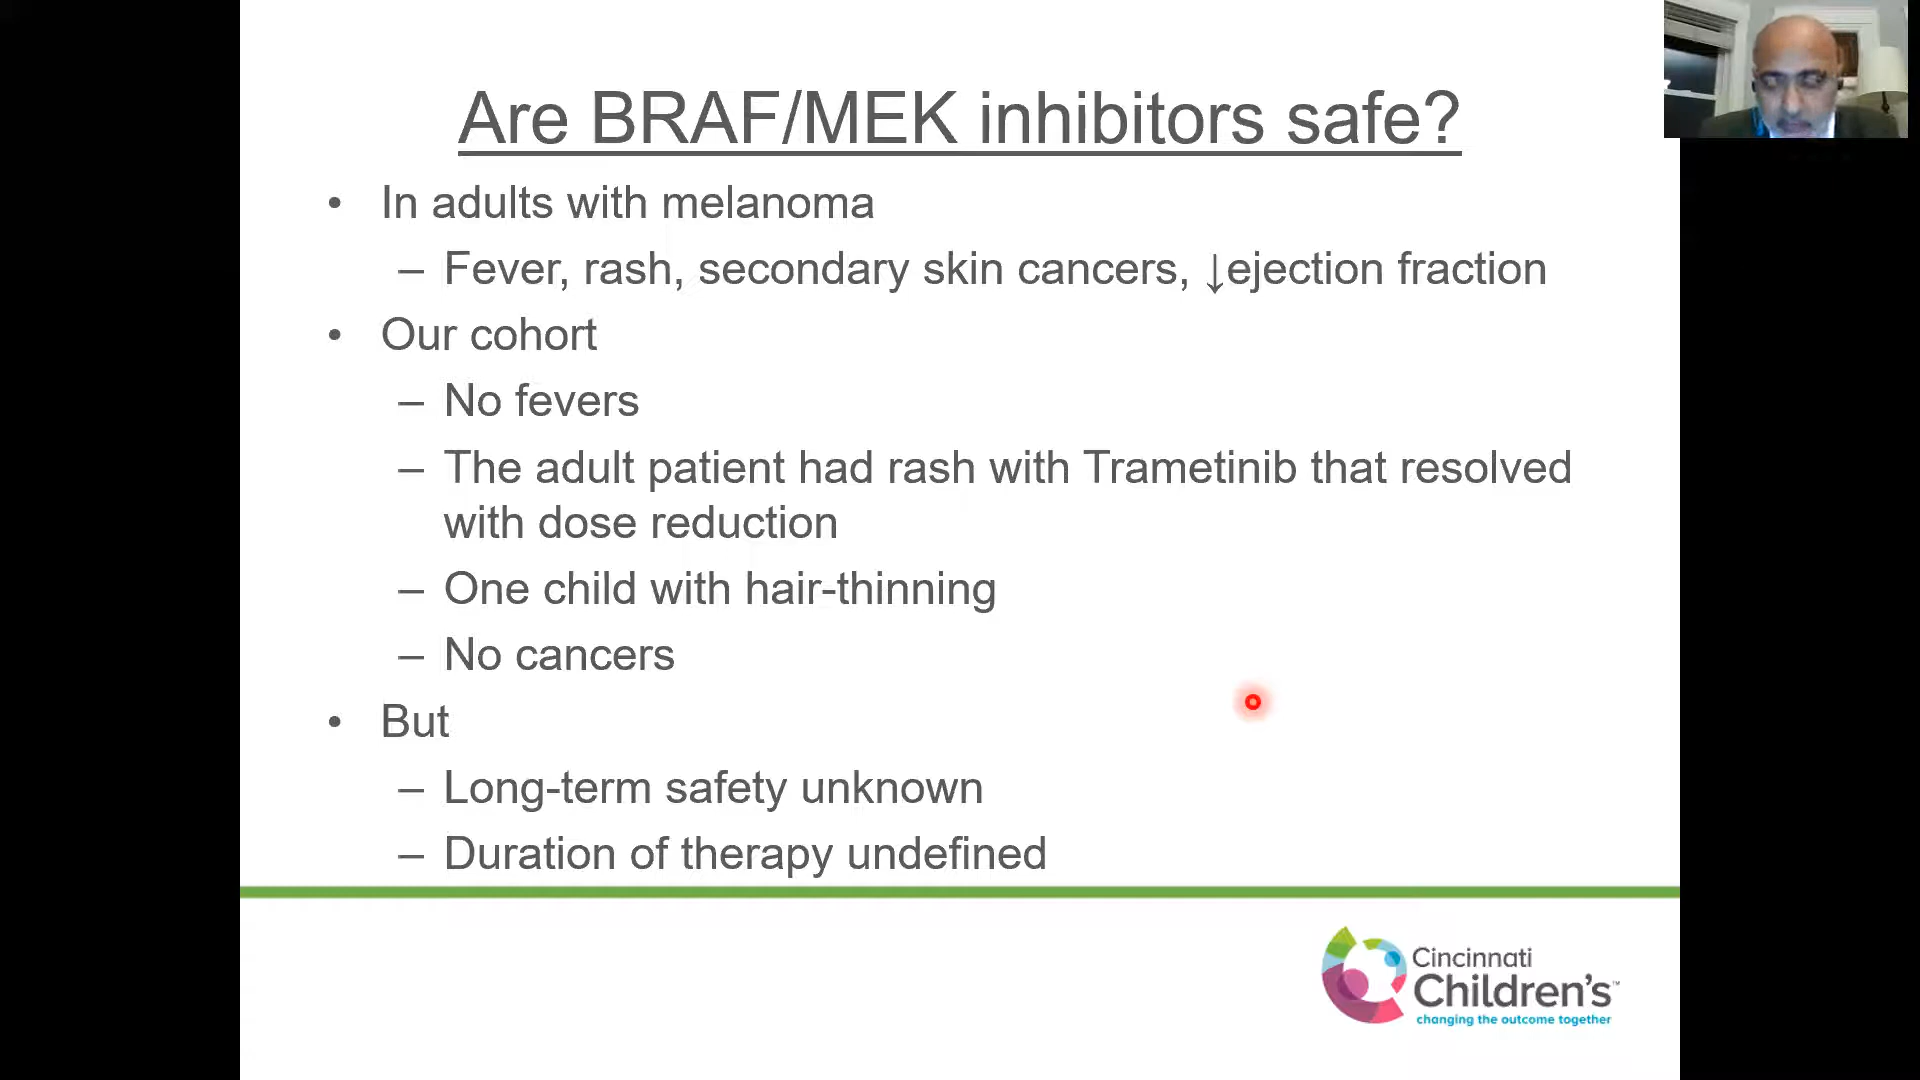 Are BRAF/MEK inhibitors safe?
• In adults with melanoma
– Fever, rash, secondary skin cancers, ↓ejection fraction
• Our cohort
– No fevers
– The adult patient had rash with Trametinib that resolved
with dose reduction
– One child with hair-thinning
– No cancers
• But
– Long-term safety unknown
– Duration of therapy undefined
Cincinnati
Children's™
changing the outcome together